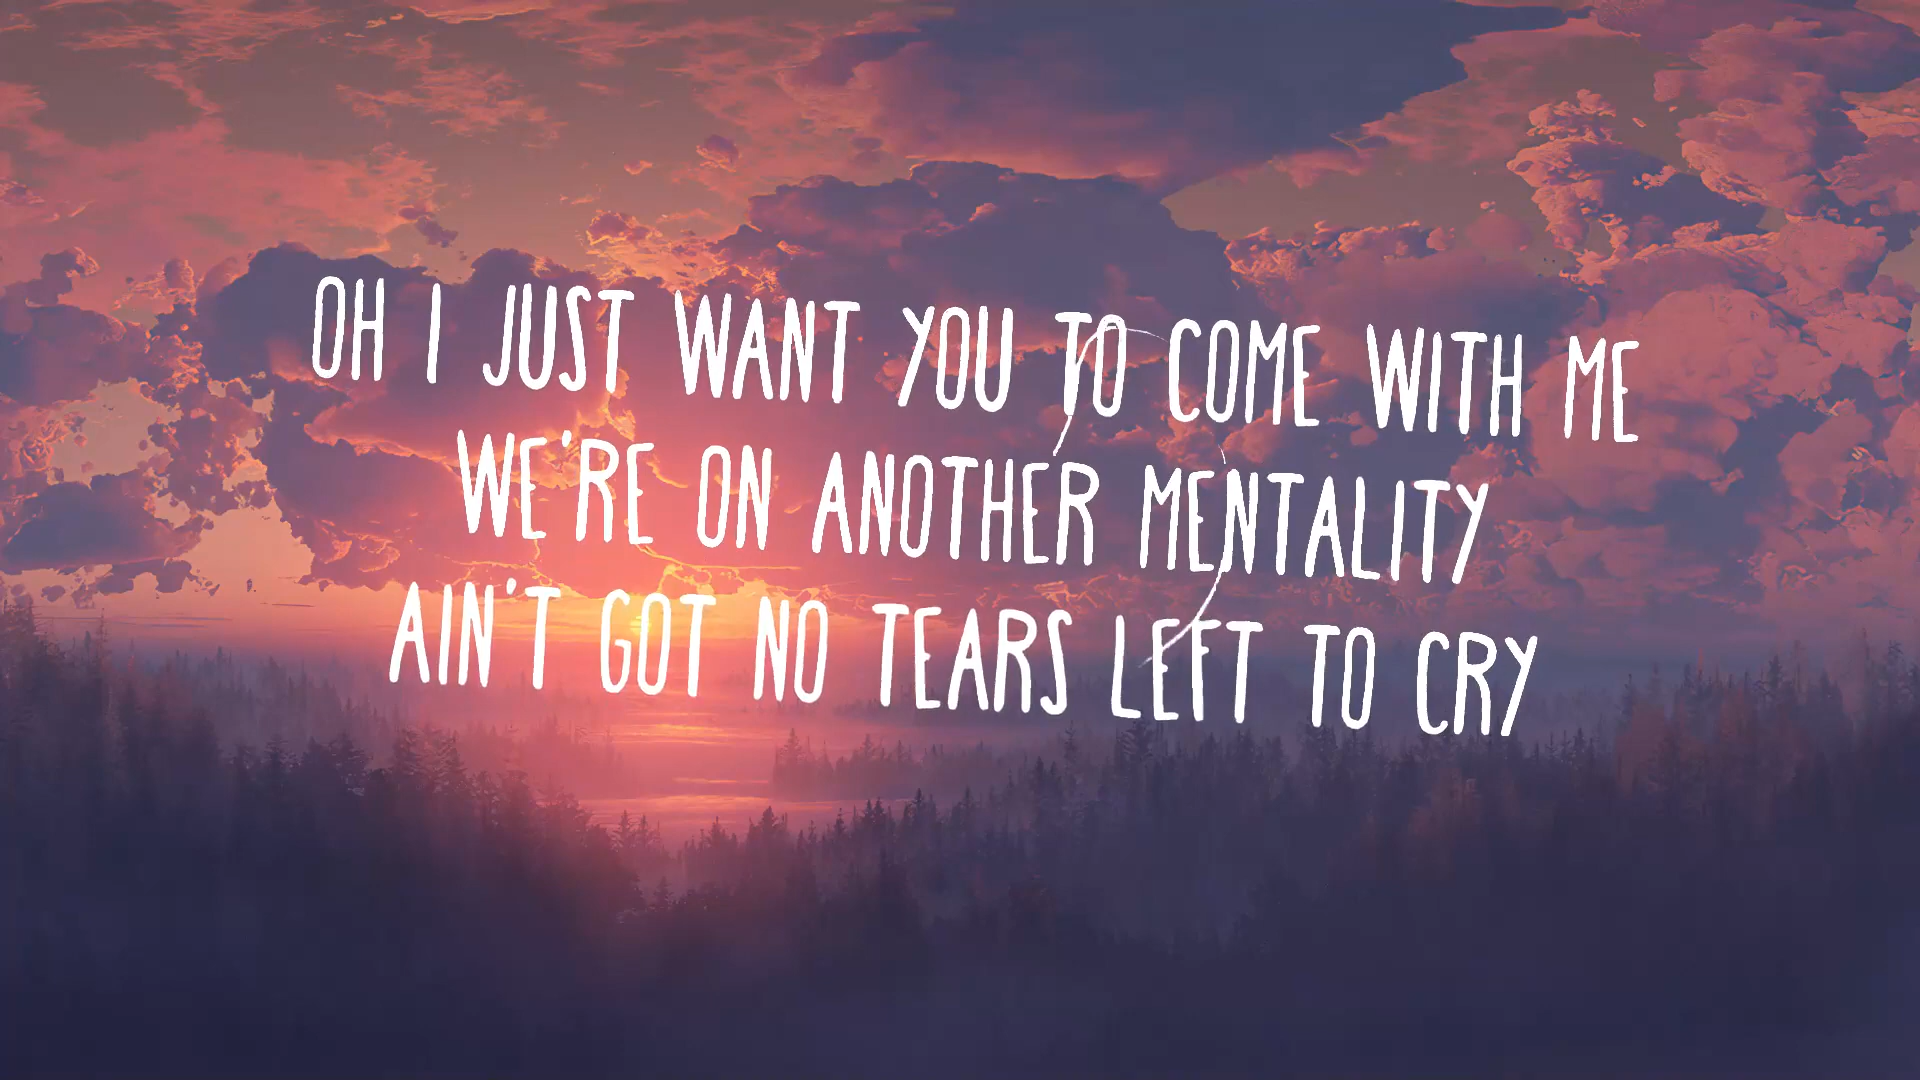 OH I JUST WANT YOU TO COME WITH ME
WE'RE ON ANOTHER MENTALITY
AIN'T GOT NO TEARS LEFT TO CRY